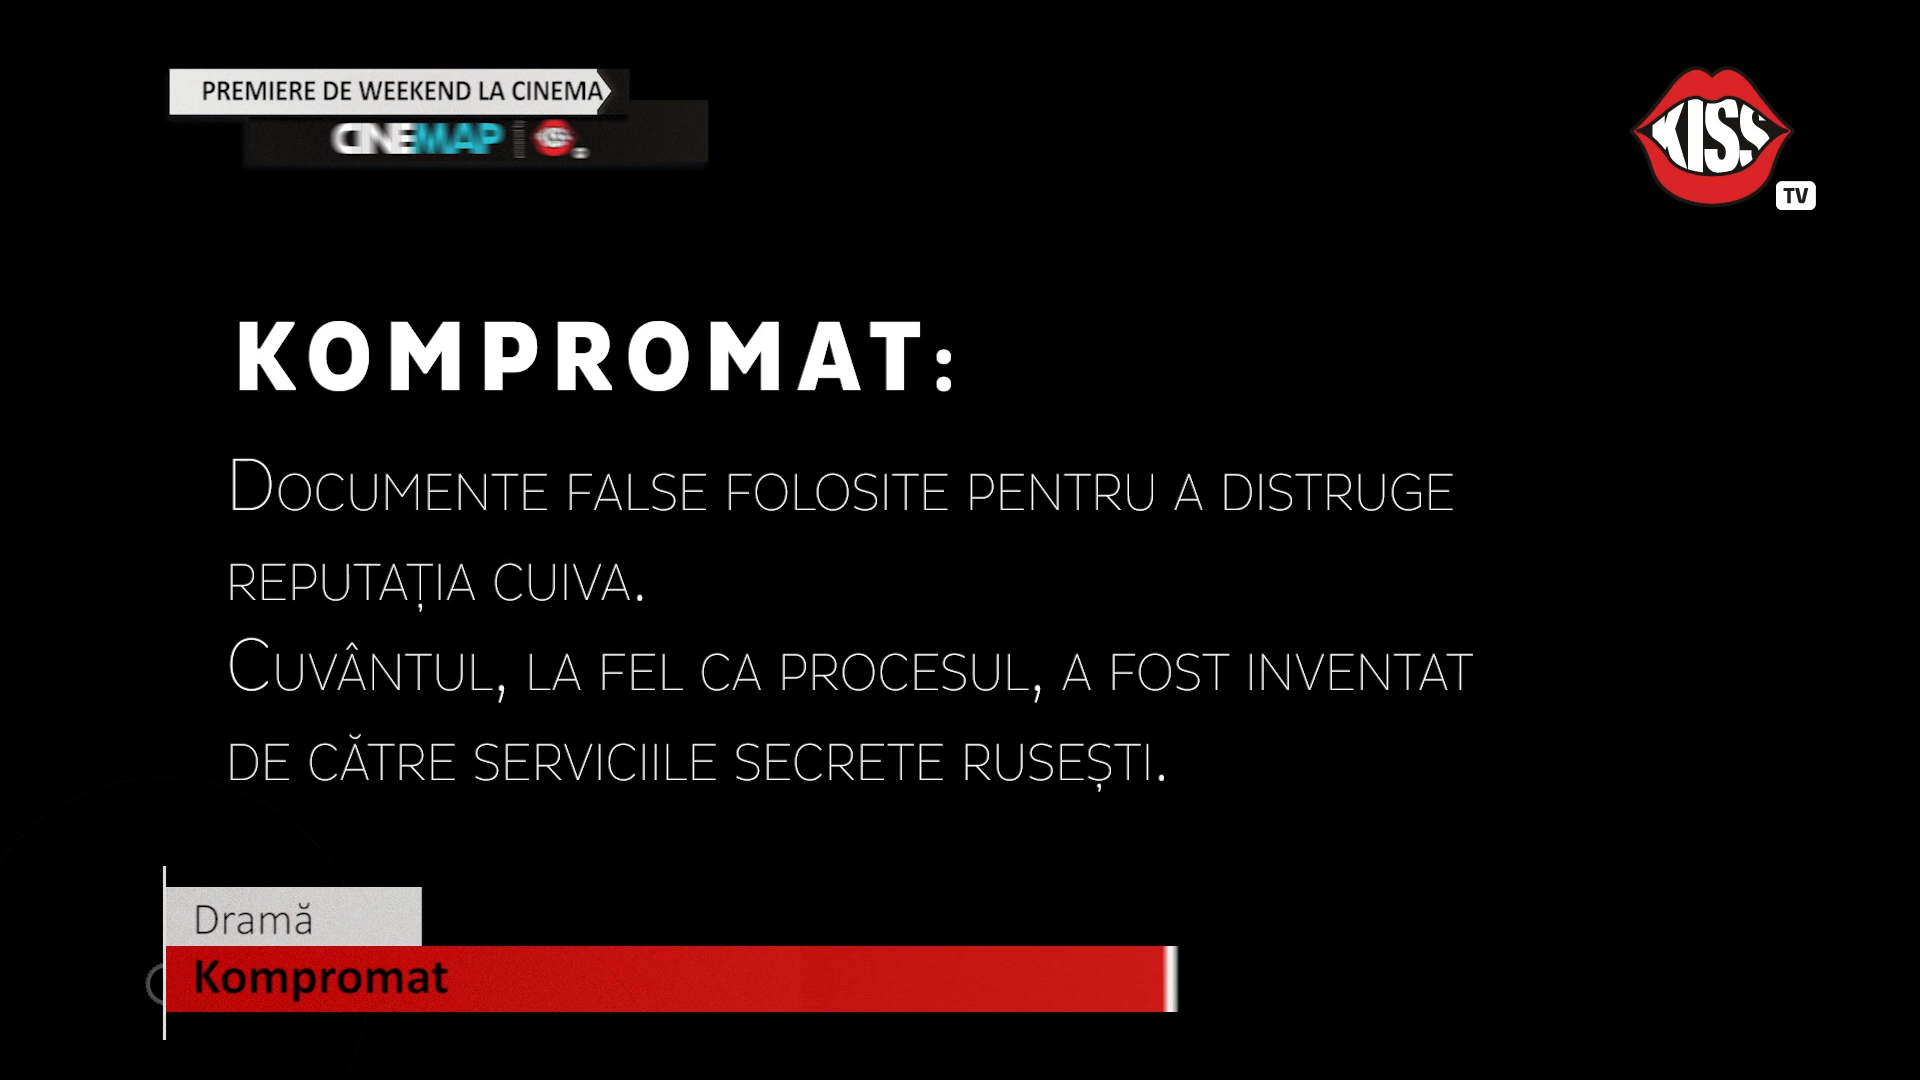 PREMIERE DE WEEKEND LA CINEMA
CINEMAP KISS
KISS
TV
KOMPROMAT:
DOCUMENTE FALSE FOLOSITE PENTRU A DISTRUGE
REPUTAȚIA CUIVA.
CUVÂNTUL, LA FEL CA PROCESUL, A FOST INVENTAT
DE CĂTRE SERVICIILE SECRETE RUSEȘTI.
Dramă
Kompromat